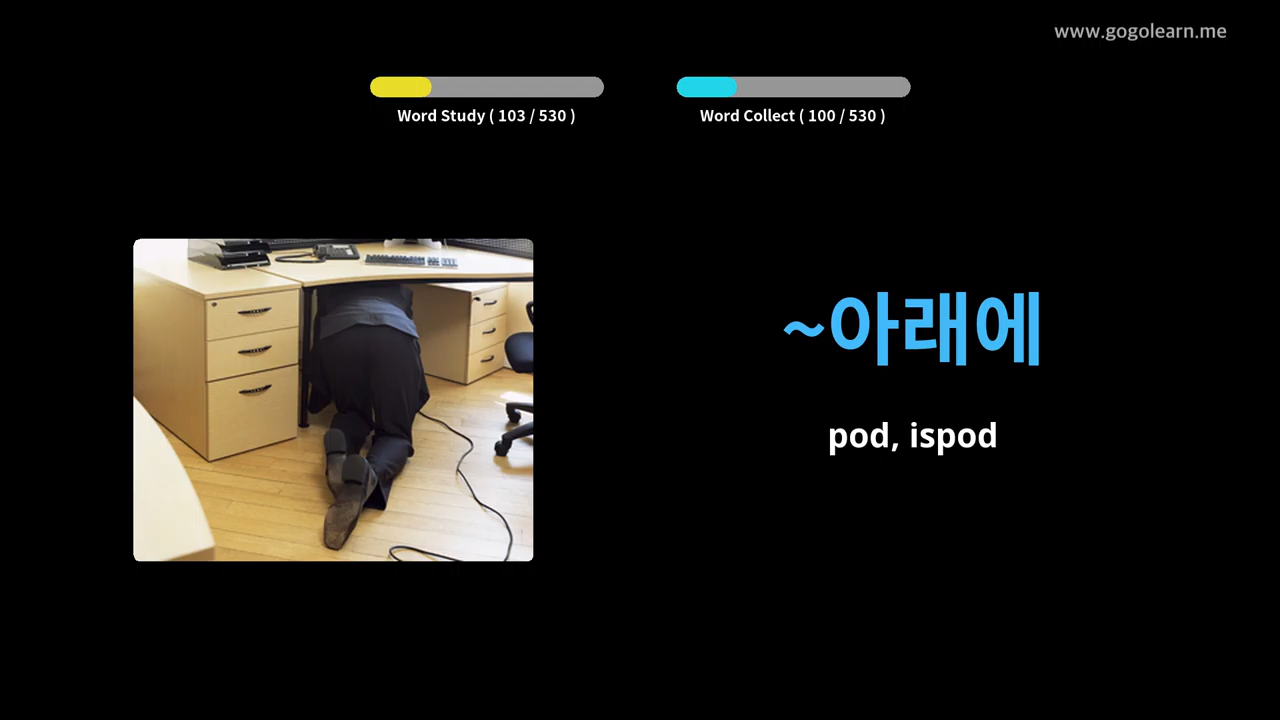 www.gogolearn.me
Word Study ( 103 / 530 )
Word Collect ( 100 / 530 )
~아래에
pod, ispod